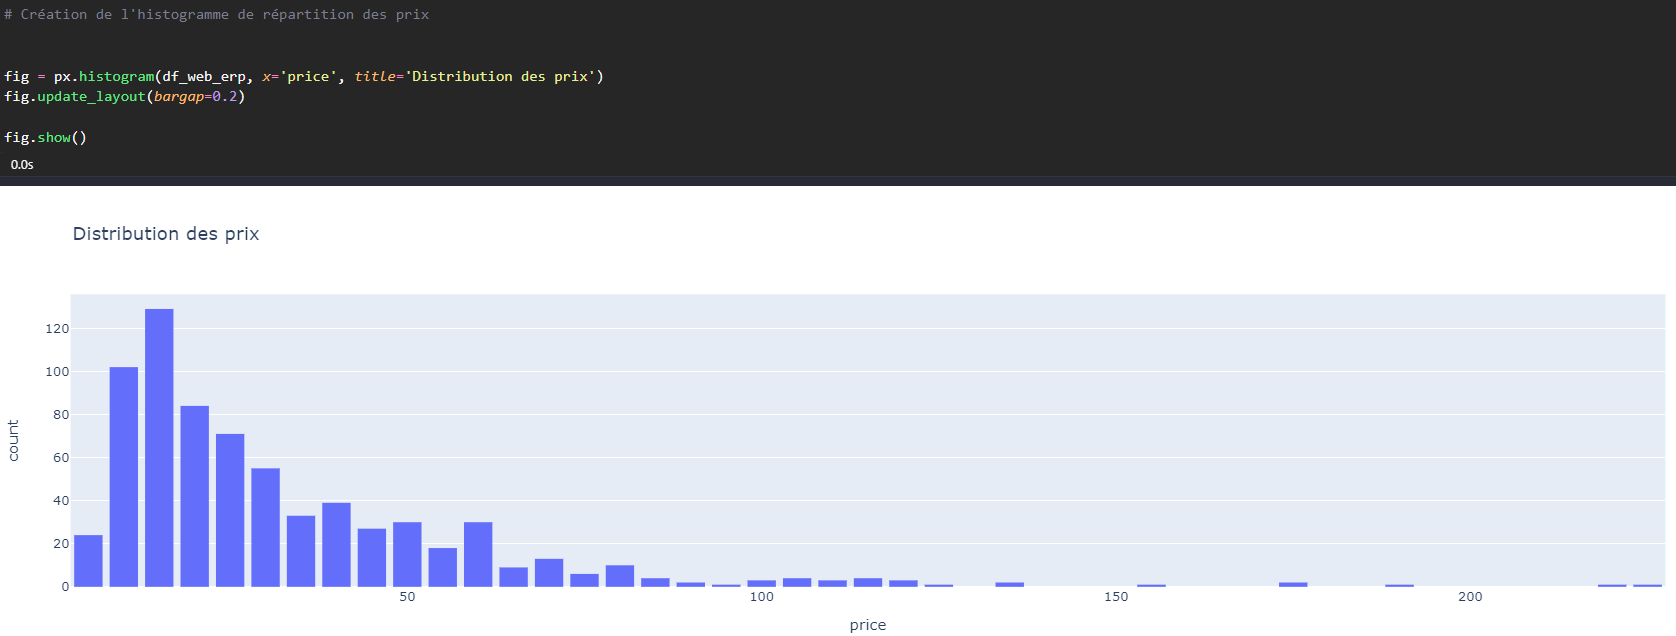 # Création de l'histogramme de répartition des prix
fig = px.histogram(df_web_erp, x='price', title='Distribution des prix')
fig.update_layout(bargap=0.2)
fig.show()
0.0s
Distribution des prix
120
100
80
60
40
20
0
count
50
100
150
200
price